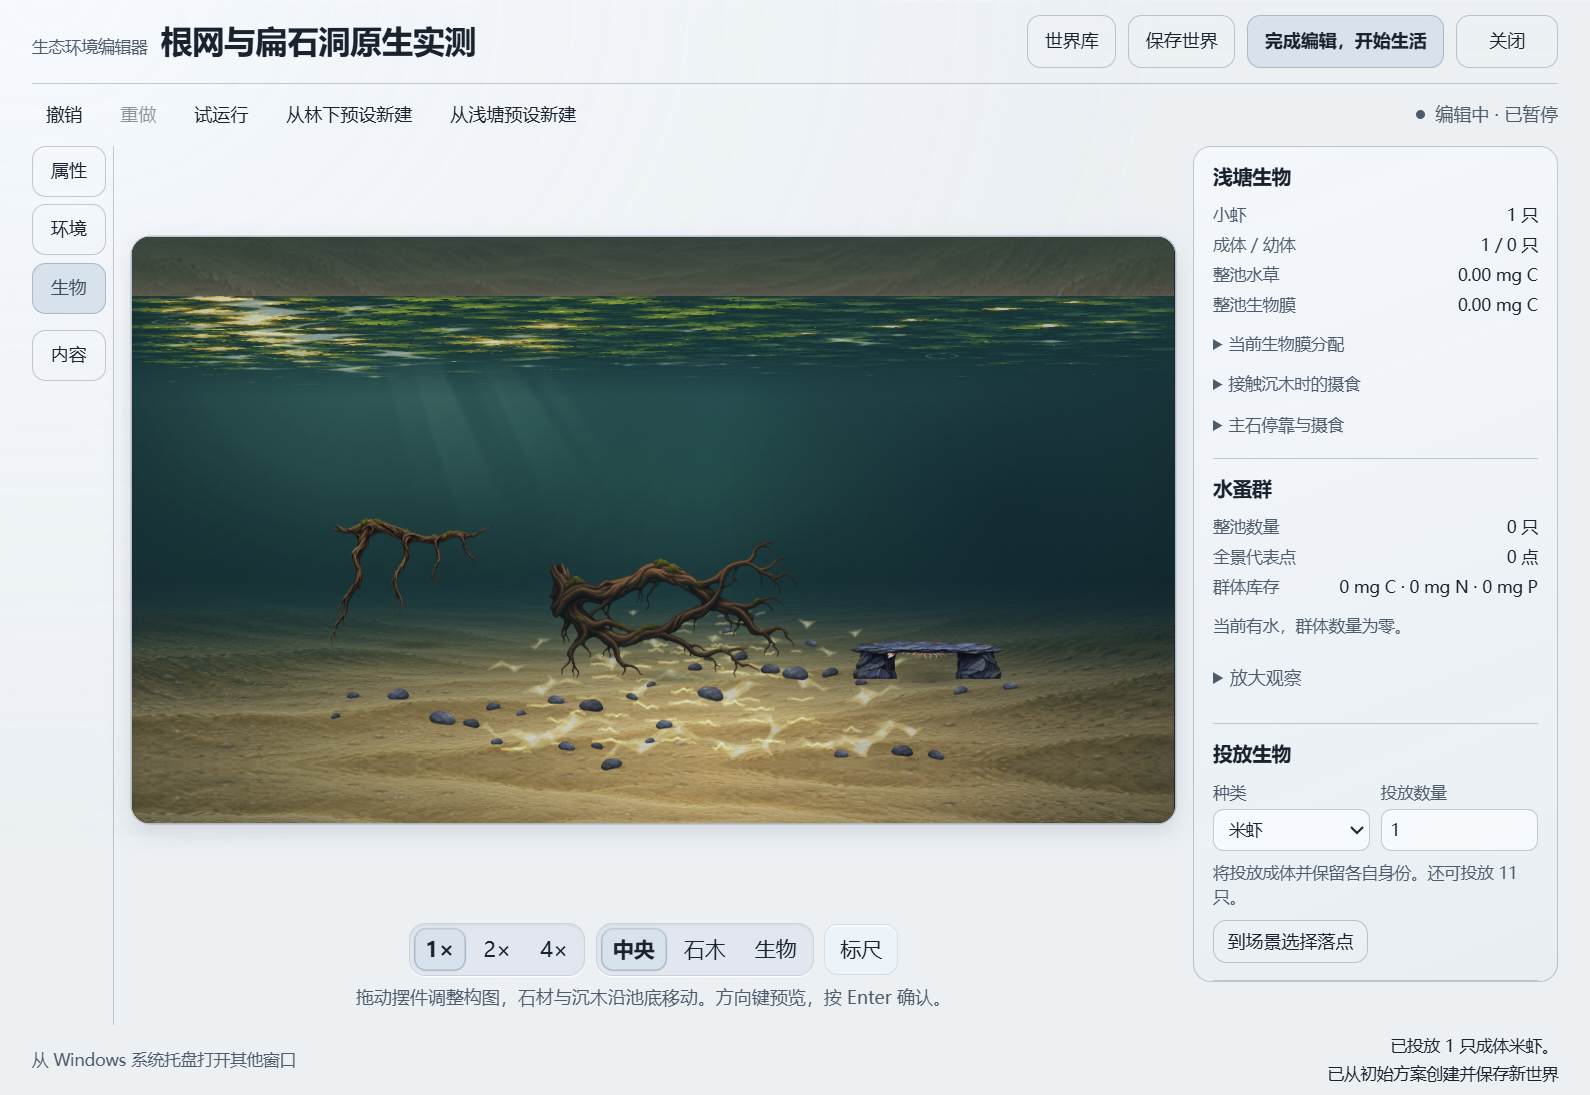 生态环境编辑器 根网与扁石洞原生实测
世界库 保存世界 完成编辑，开始生活 关闭
撤销 重做 试运行 从林下预设新建 从浅塘预设新建
编辑中 · 已暂停
属性
环境
生物
内容
浅塘生物
小虾 1 只
成体 / 幼体 1 / 0 只
整池水草 0.00 mg C
整池生物膜 0.00 mg C
当前生物膜分配
接触沉木时的摄食
主石停靠与摄食
水蚤群
整池数量 0 只
全景代表点 0 点
群体库存 0 mg C · 0 mg N · 0 mg P
当前有水，群体数量为零。
放大观察
投放生物
种类 投放数量
米虾 1
将投放成体并保留各自身份。还可投放 11
只。
到场景选择落点
1× 2× 4× 中央 石木 生物 标尺
拖动摆件调整构图，石材与沉木沿池底移动。方向键预览，按 Enter 确认。
从 Windows 系统托盘打开其他窗口
已投放 1 只成体米虾。
已从初始方案创建并保存新世界